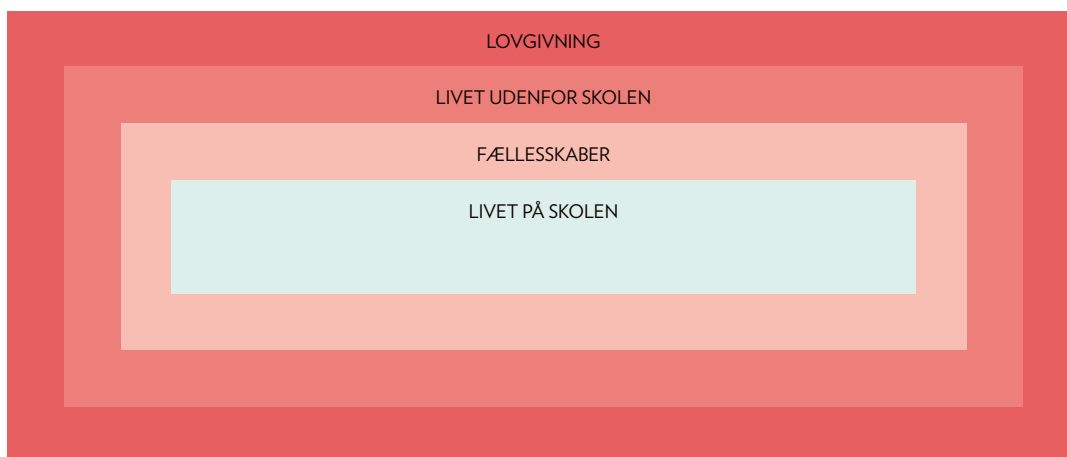 LOVGIVNING
LIVET UDENFOR SKOLEN
FÆLLESSKABER
LIVET PÅ SKOLEN